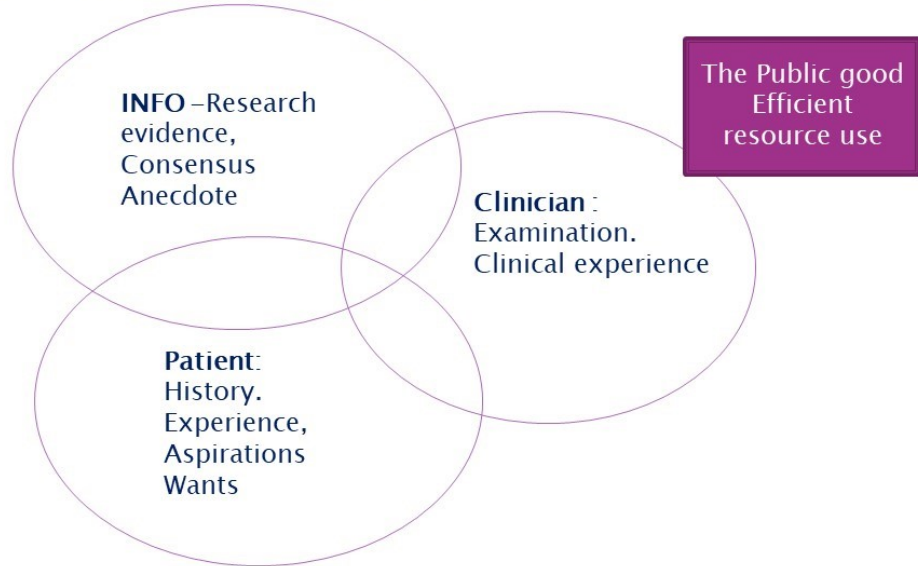 INFO –Research
evidence,
Consensus
Anecdote
Clinician :
Examination.
Clinical experience
The Public good
Efficient
resource use
Patient:
History.
Experience,
Aspirations
Wants